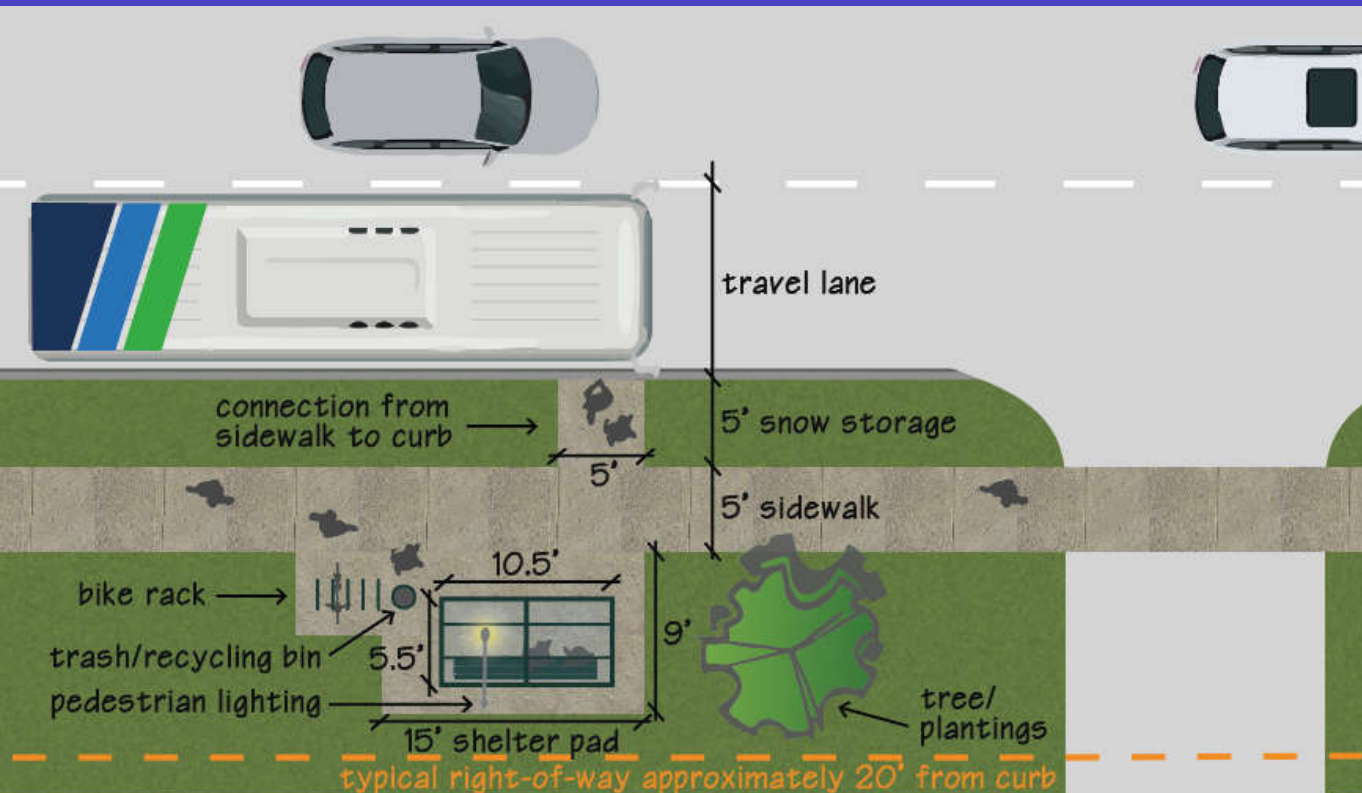 travel lane
connection from
sidewalk to curb
5' snow storage
5'
5' sidewalk
10.5'
bike rack
9'
trash/recycling bin
5.5'
pedestrian lighting
tree/
plantings
15' shelter pad
typical right-of-way approximately 20' from curb